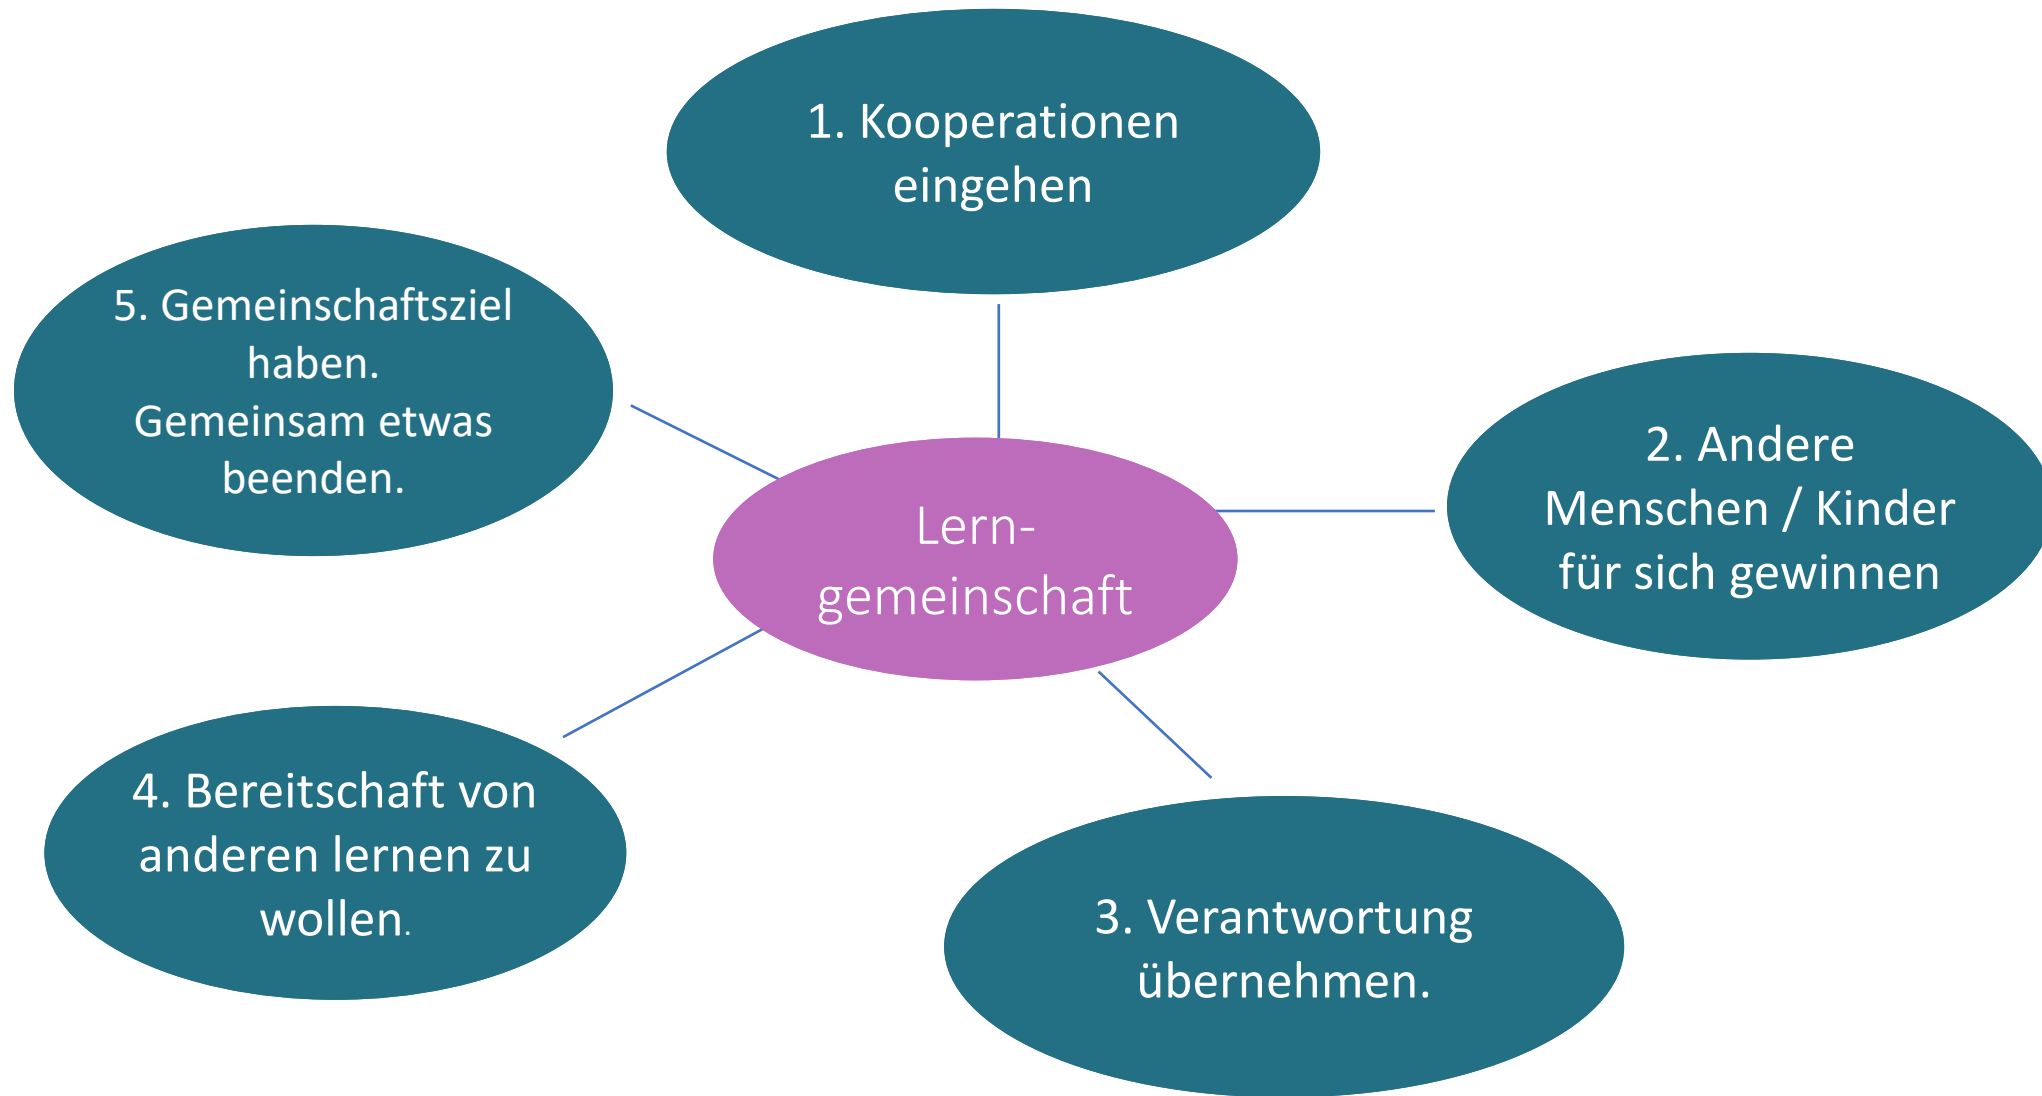 1. Kooperationen
eingehen
2. Andere
Menschen / Kinder
für sich gewinnen
3. Verantwortung
übernehmen.
4. Bereitschaft von
anderen lernen zu
wollen.
5. Gemeinschaftsziel
haben.
Gemeinsam etwas
beenden.
Lern-
gemeinschaft